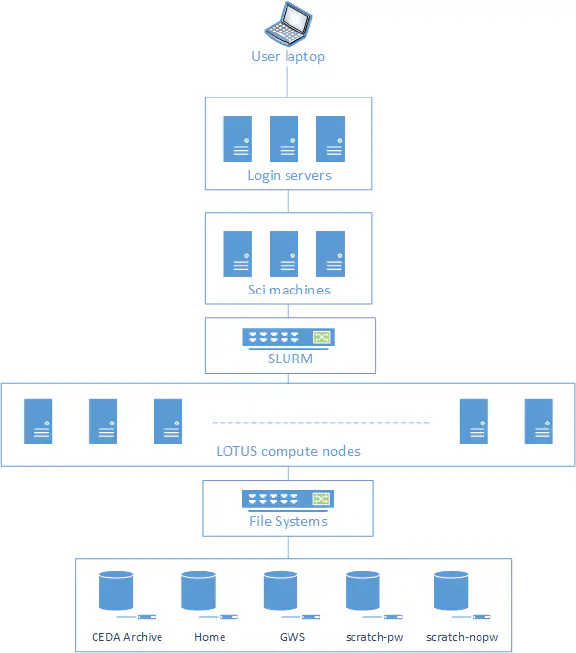 User laptop
Login servers
Sci machines
SLURM
LOTUS compute nodes
File Systems
CEDA Archive Home GWS scratch-pw scratch-nopw